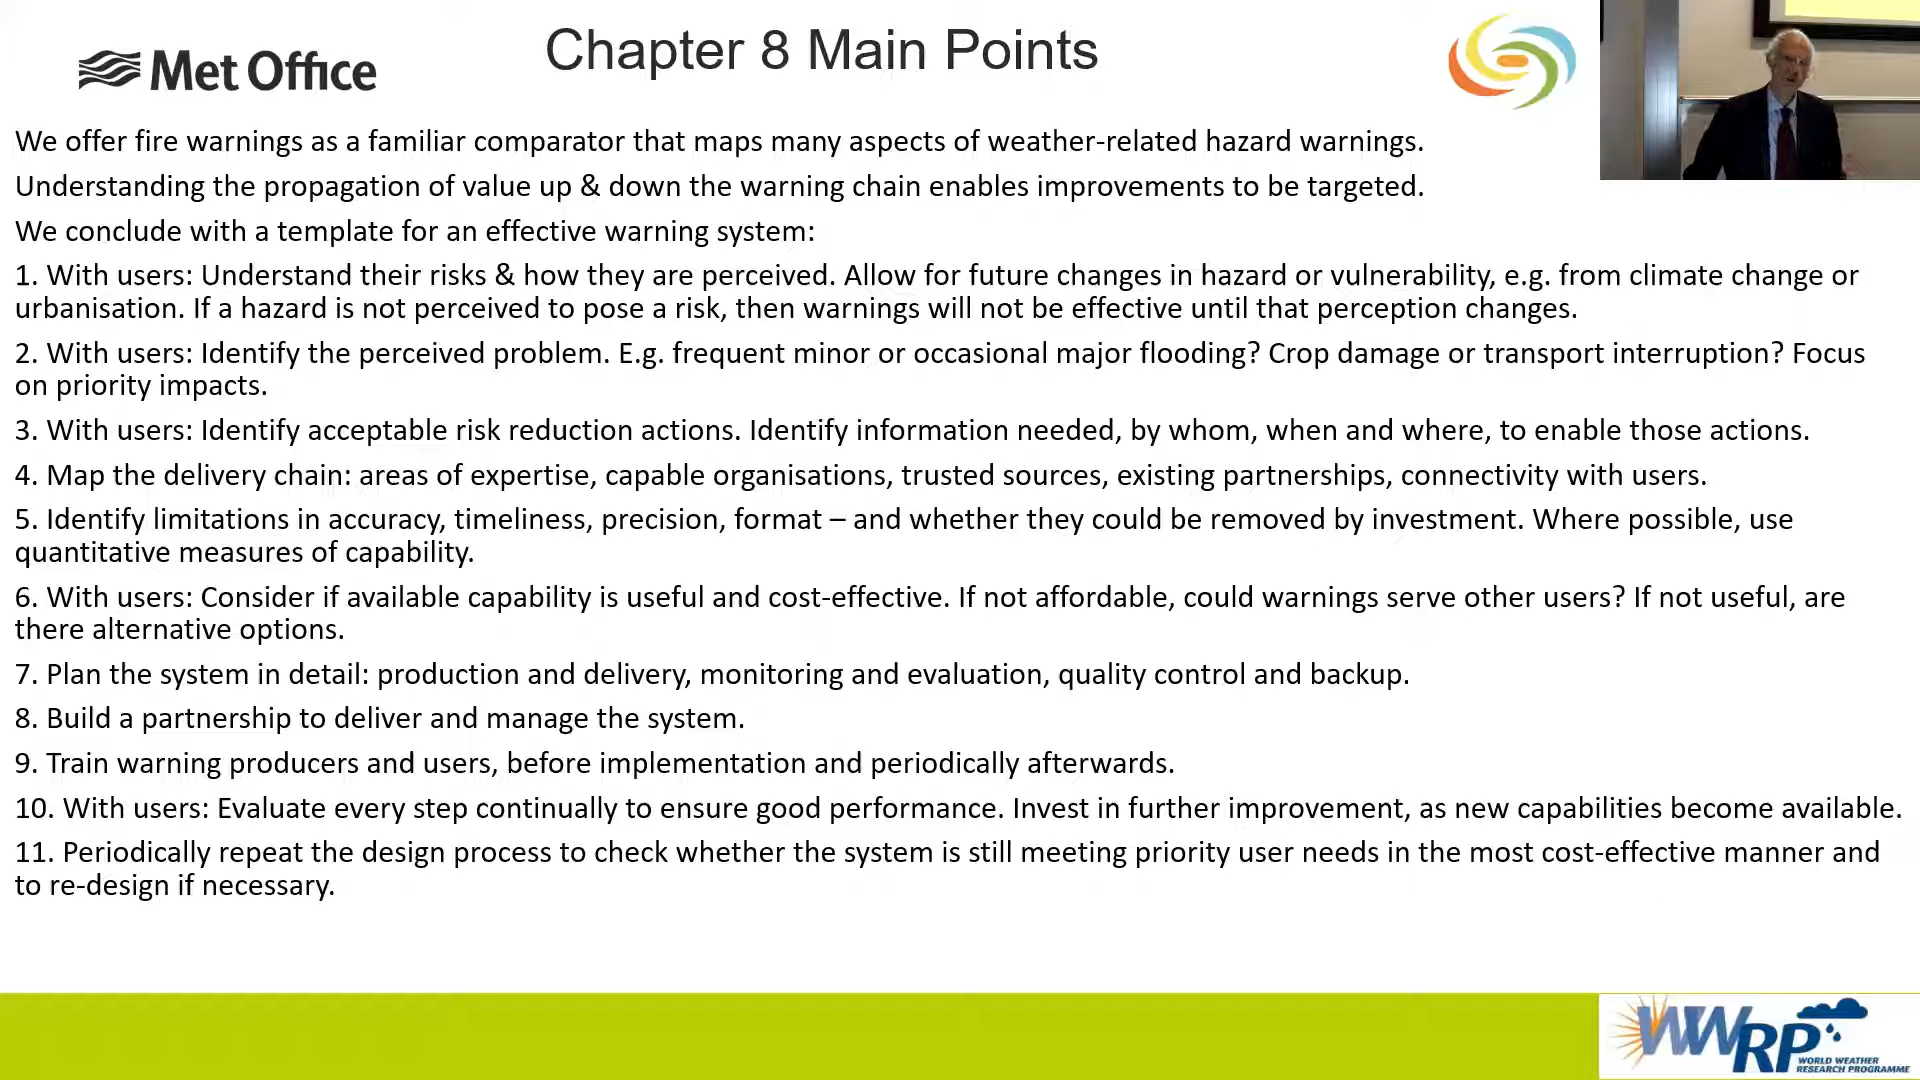 Met Office
Chapter 8 Main Points
We offer fire warnings as a familiar comparator that maps many aspects of weather-related hazard warnings.
Understanding the propagation of value up & down the warning chain enables improvements to be targeted.
We conclude with a template for an effective warning system:
1. With users: Understand their risks & how they are perceived. Allow for future changes in hazard or vulnerability, e.g. from climate change or
urbanisation. If a hazard is not perceived to pose a risk, then warnings will not be effective until that perception changes.
2. With users: Identify the perceived problem. E.g. frequent minor or occasional major flooding? Crop damage or transport interruption? Focus
on priority impacts.
3. With users: Identify acceptable risk reduction actions. Identify information needed, by whom, when and where, to enable those actions.
4. Map the delivery chain: areas of expertise, capable organisations, trusted sources, existing partnerships, connectivity with users.
5. Identify limitations in accuracy, timeliness, precision, format – and whether they could be removed by investment. Where possible, use
quantitative measures of capability.
6. With users: Consider if available capability is useful and cost-effective. If not affordable, could warnings serve other users? If not useful, are
there alternative options.
7. Plan the system in detail: production and delivery, monitoring and evaluation, quality control and backup.
8. Build a partnership to deliver and manage the system.
9. Train warning producers and users, before implementation and periodically afterwards.
10. With users: Evaluate every step continually to ensure good performance. Invest in further improvement, as new capabilities become available.
11. Periodically repeat the design process to check whether the system is still meeting priority user needs in the most cost-effective manner and
to re-design if necessary.
WWRP
WORLD WEATHER
RESEARCH PROGRAMME